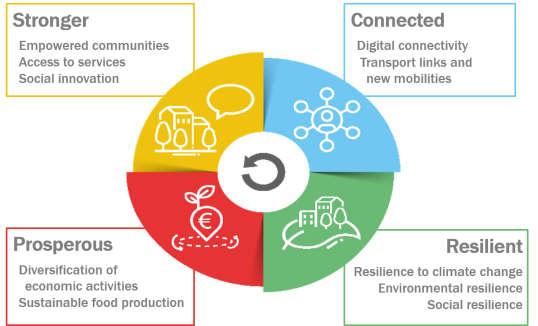 Stronger
Empowered communities
Access to services
Social innovation
Connected
Digital connectivity
Transport links and
new mobilities
€
Prosperous
Diversification of
economic activities
Sustainable food production
Resilient
Resilience to climate change
Environmental resilience
Social resilience